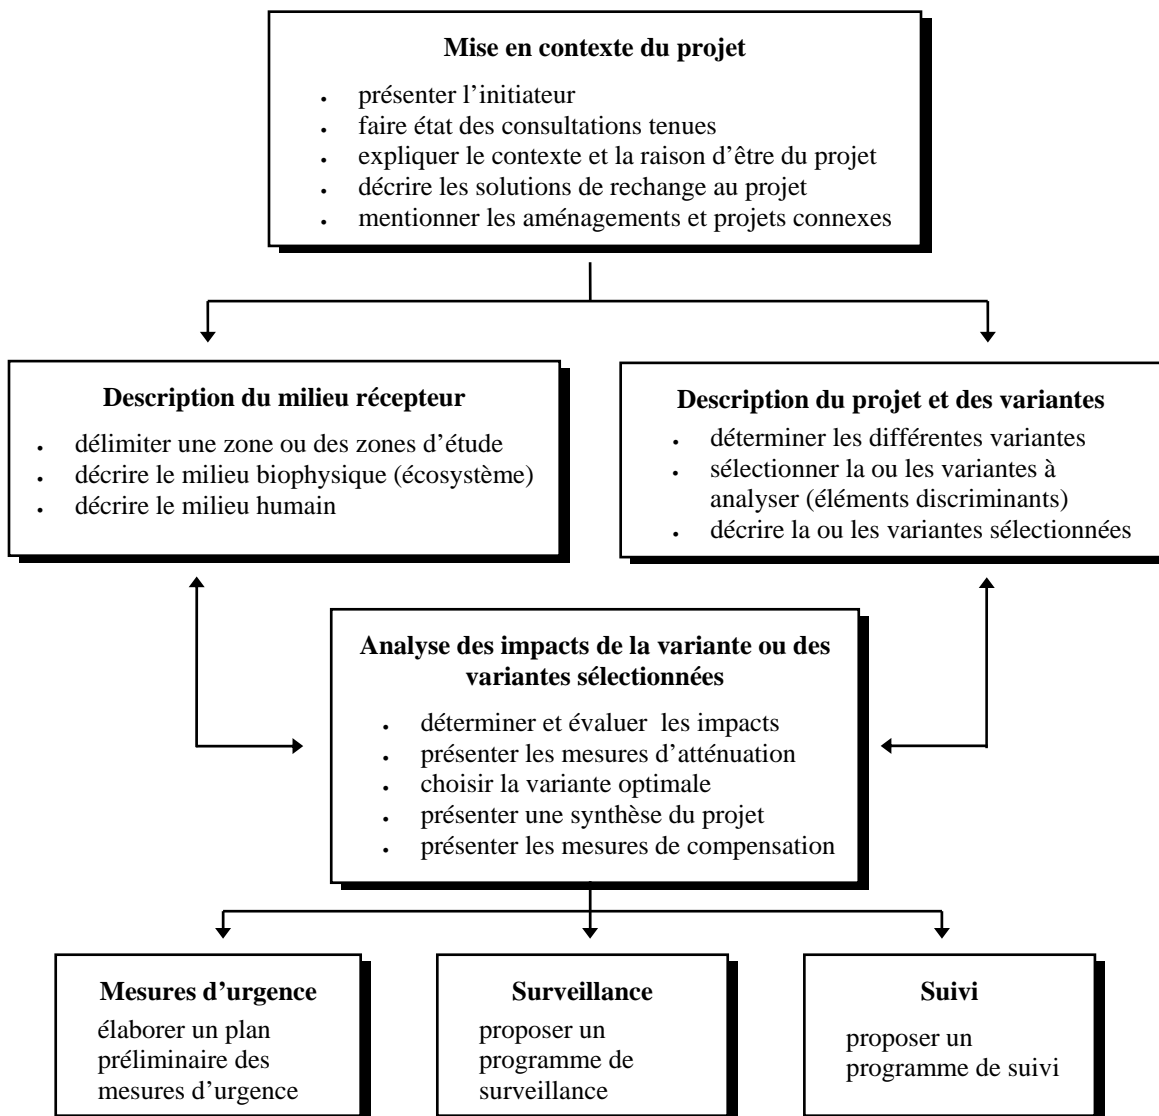 Mise en contexte du projet
• présenter l’initiateur
• faire état des consultations tenues
• expliquer le contexte et la raison d’être du projet
• décrire les solutions de rechange au projet
• mentionner les aménagements et projets connexes
Description du milieu récepteur
• délimiter une zone ou des zones d’étude
• décrire le milieu biophysique (écosystème)
• décrire le milieu humain
Description du projet et des variantes
• déterminer les différentes variantes
• sélectionner la ou les variantes à
analyser (éléments discriminants)
• décrire la ou les variantes sélectionnées
Analyse des impacts de la variante ou des
variantes sélectionnées
• déterminer et évaluer les impacts
• présenter les mesures d’atténuation
• choisir la variante optimale
• présenter une synthèse du projet
• présenter les mesures de compensation
Mesures d’urgence
élaborer un plan
préliminaire des
mesures d’urgence
Surveillance
proposer un
programme de
surveillance
Suivi
proposer un
programme de suivi